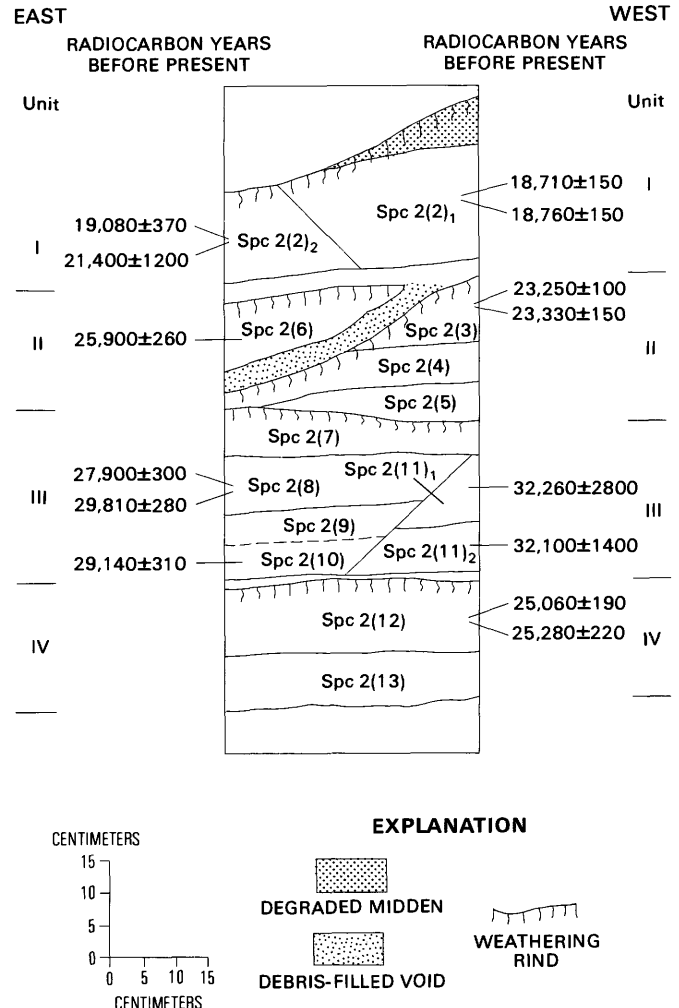 EAST
WEST
RADIOCARBON YEARS
BEFORE PRESENT
RADIOCARBON YEARS
BEFORE PRESENT
Unit
Unit
18,710±150
I
18,760±150
Spc 2(2)₁
19,080±370
Spc 2(2)₂
I
21,400±1200
23,250±100
23,330±150
Spc 2(6)
Spc 2(3)
II
25,900±260
II
Spc 2(4)
Spc 2(5)
Spc 2(7)
27,900±300
Spc 2(11)₁
Spc 2(8)
32,260±2800
III
29,810±280
III
Spc 2(9)
29,140±310
Spc 2(10)
Spc 2(11)₂
32,100±1400
25,060±190
Spc 2(12)
25,280±220
IV
IV
Spc 2(13)
EXPLANATION
CENTIMETERS
15
10
5
0
0 5 10 15
CENTIMETERS
DEGRADED MIDDEN
DEBRIS-FILLED VOID
WEATHERING
RIND